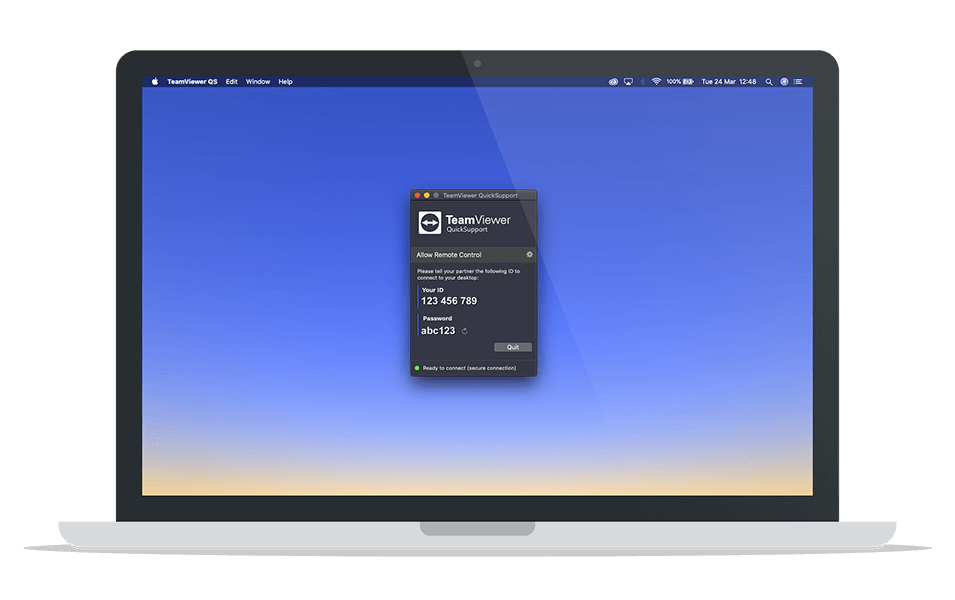 TeamViewer QS Edit Window Help 100% Tue 24 Mar 12:48
TeamViewer QuickSupport
TeamViewer
QuickSupport
Allow Remote Control
Please tell your partner the following ID to
connect to your desktop:
Your ID
123 456 789
Password
abc123
Quit
Ready to connect (secure connection)